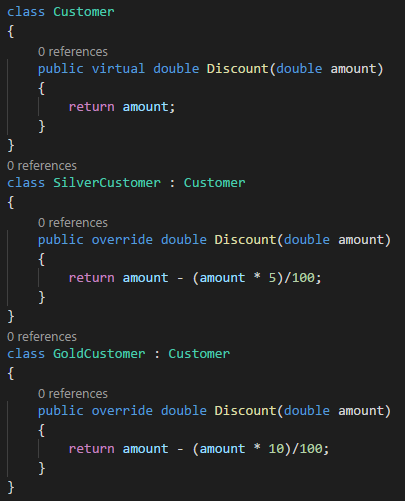 class Customer
{
0 references
public virtual double Discount(double amount)
{
return amount;
}
}
0 references
class SilverCustomer : Customer
{
0 references
public override double Discount(double amount)
{
return amount - (amount * 5)/100;
}
}
0 references
class GoldCustomer : Customer
{
0 references
public override double Discount(double amount)
{
return amount - (amount * 10)/100;
}
}